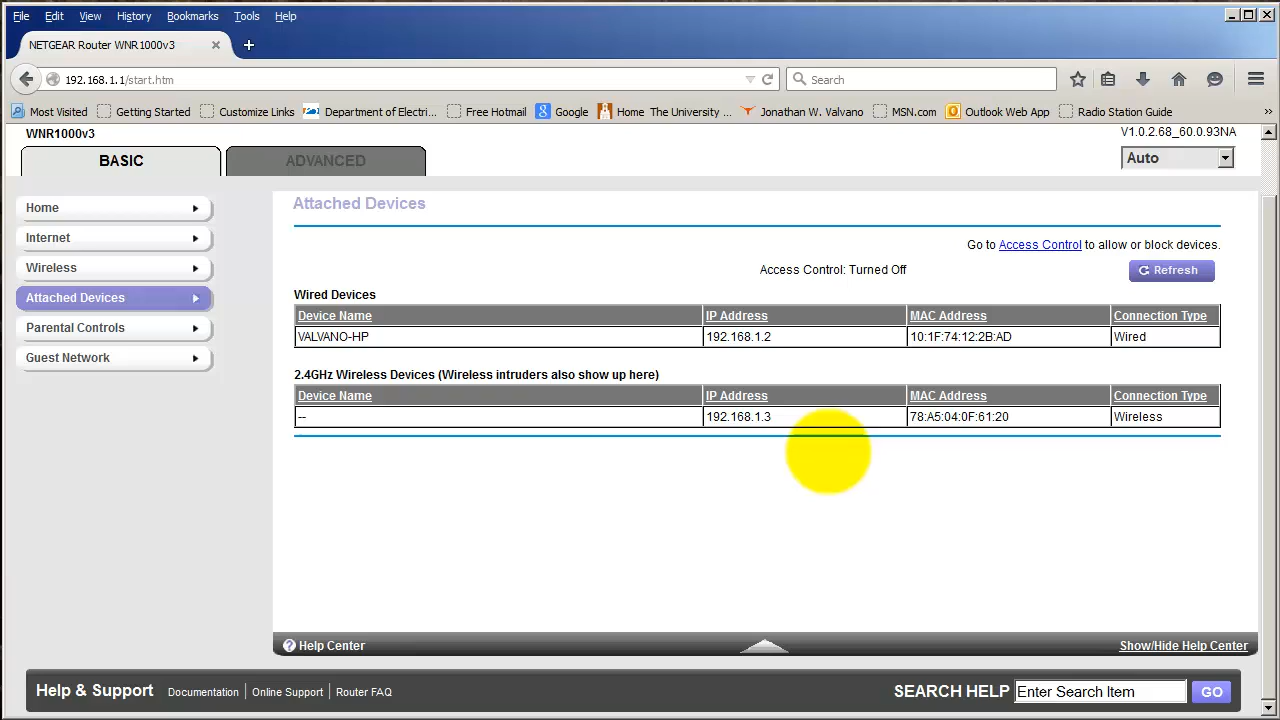 File Edit View History Bookmarks Tools Help
NETGEAR Router WNR1000v3
192.168.1.1/start.htm Search
Most Visited Getting Started Customize Links Department of Electri... Free Hotmail Google Home The University ... Jonathan W. Valvano MSN.com Outlook Web App Radio Station Guide
WNR1000v3 V1.0.2.68_60.0.93NA
BASIC ADVANCED Auto
Home
Internet
Wireless
Attached Devices
Parental Controls
Guest Network
Attached Devices
Go to Access Control to allow or block devices.
Access Control: Turned Off Refresh
Wired Devices
Device Name IP Address MAC Address Connection Type
VALVANO-HP 192.168.1.2 10:1F:74:12:2B:AD Wired
2.4GHz Wireless Devices (Wireless intruders also show up here)
Device Name IP Address MAC Address Connection Type
-- 192.168.1.3 78:A5:04:0F:61:20 Wireless
Help Center Show/Hide Help Center
Help & Support Documentation Online Support Router FAQ SEARCH HELP Enter Search Item GO